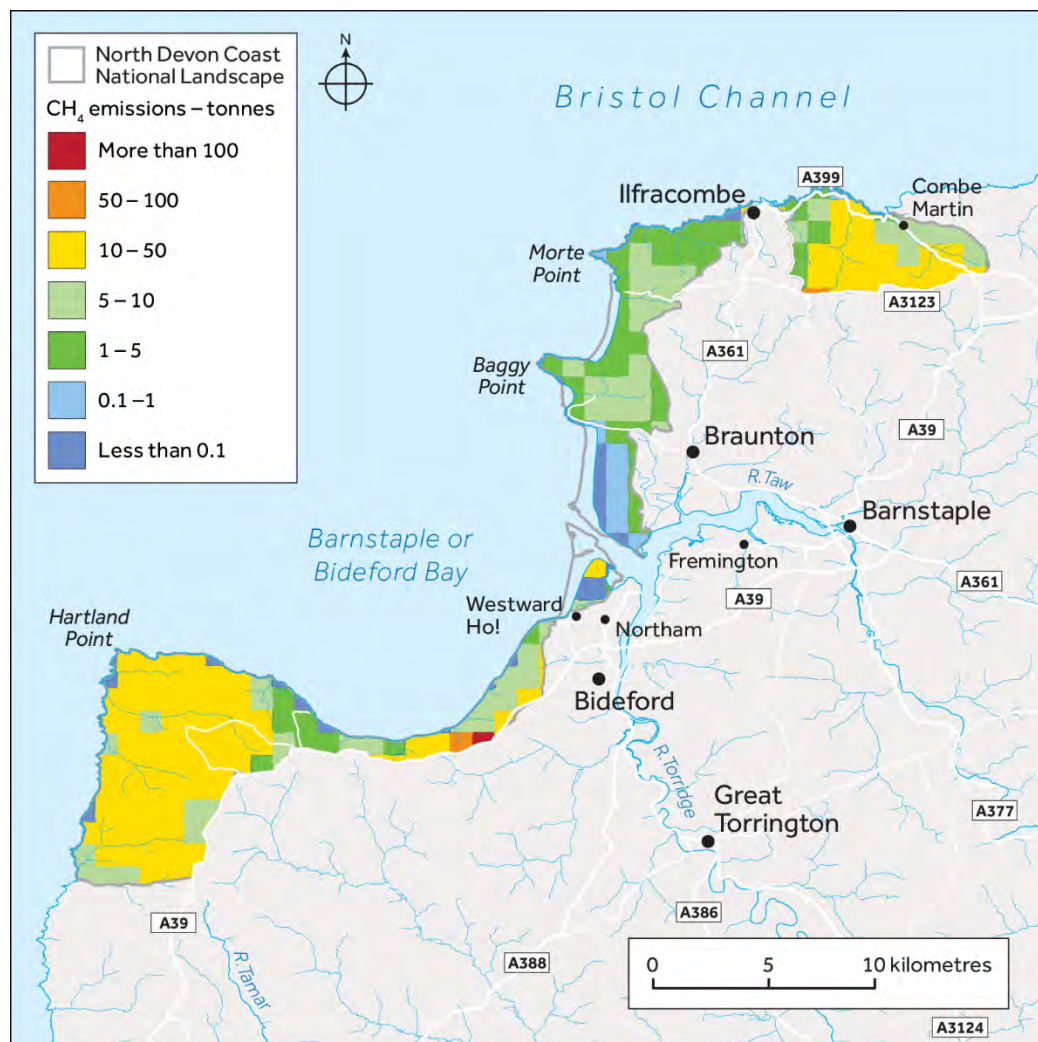 North Devon Coast
National Landscape
CH₄ emissions – tonnes
More than 100
50 – 100
10 – 50
5 – 10
1 – 5
0.1 –1
Less than 0.1
N
Bristol Channel
A399
Combe
Martin
Ilfracombe
Morte
Point
A3123
A361
Baggy
Point
A39
Braunton
R.Taw
Barnstaple
Barnstaple or
Bideford Bay
Fremington
A361
A39
Hartland
Point
Westward
Ho!
Northam
Bideford
R.Torridge
Great
Torrington
A377
A386
A39
R.Tamar
A388
0 5 10 kilometres
A3124